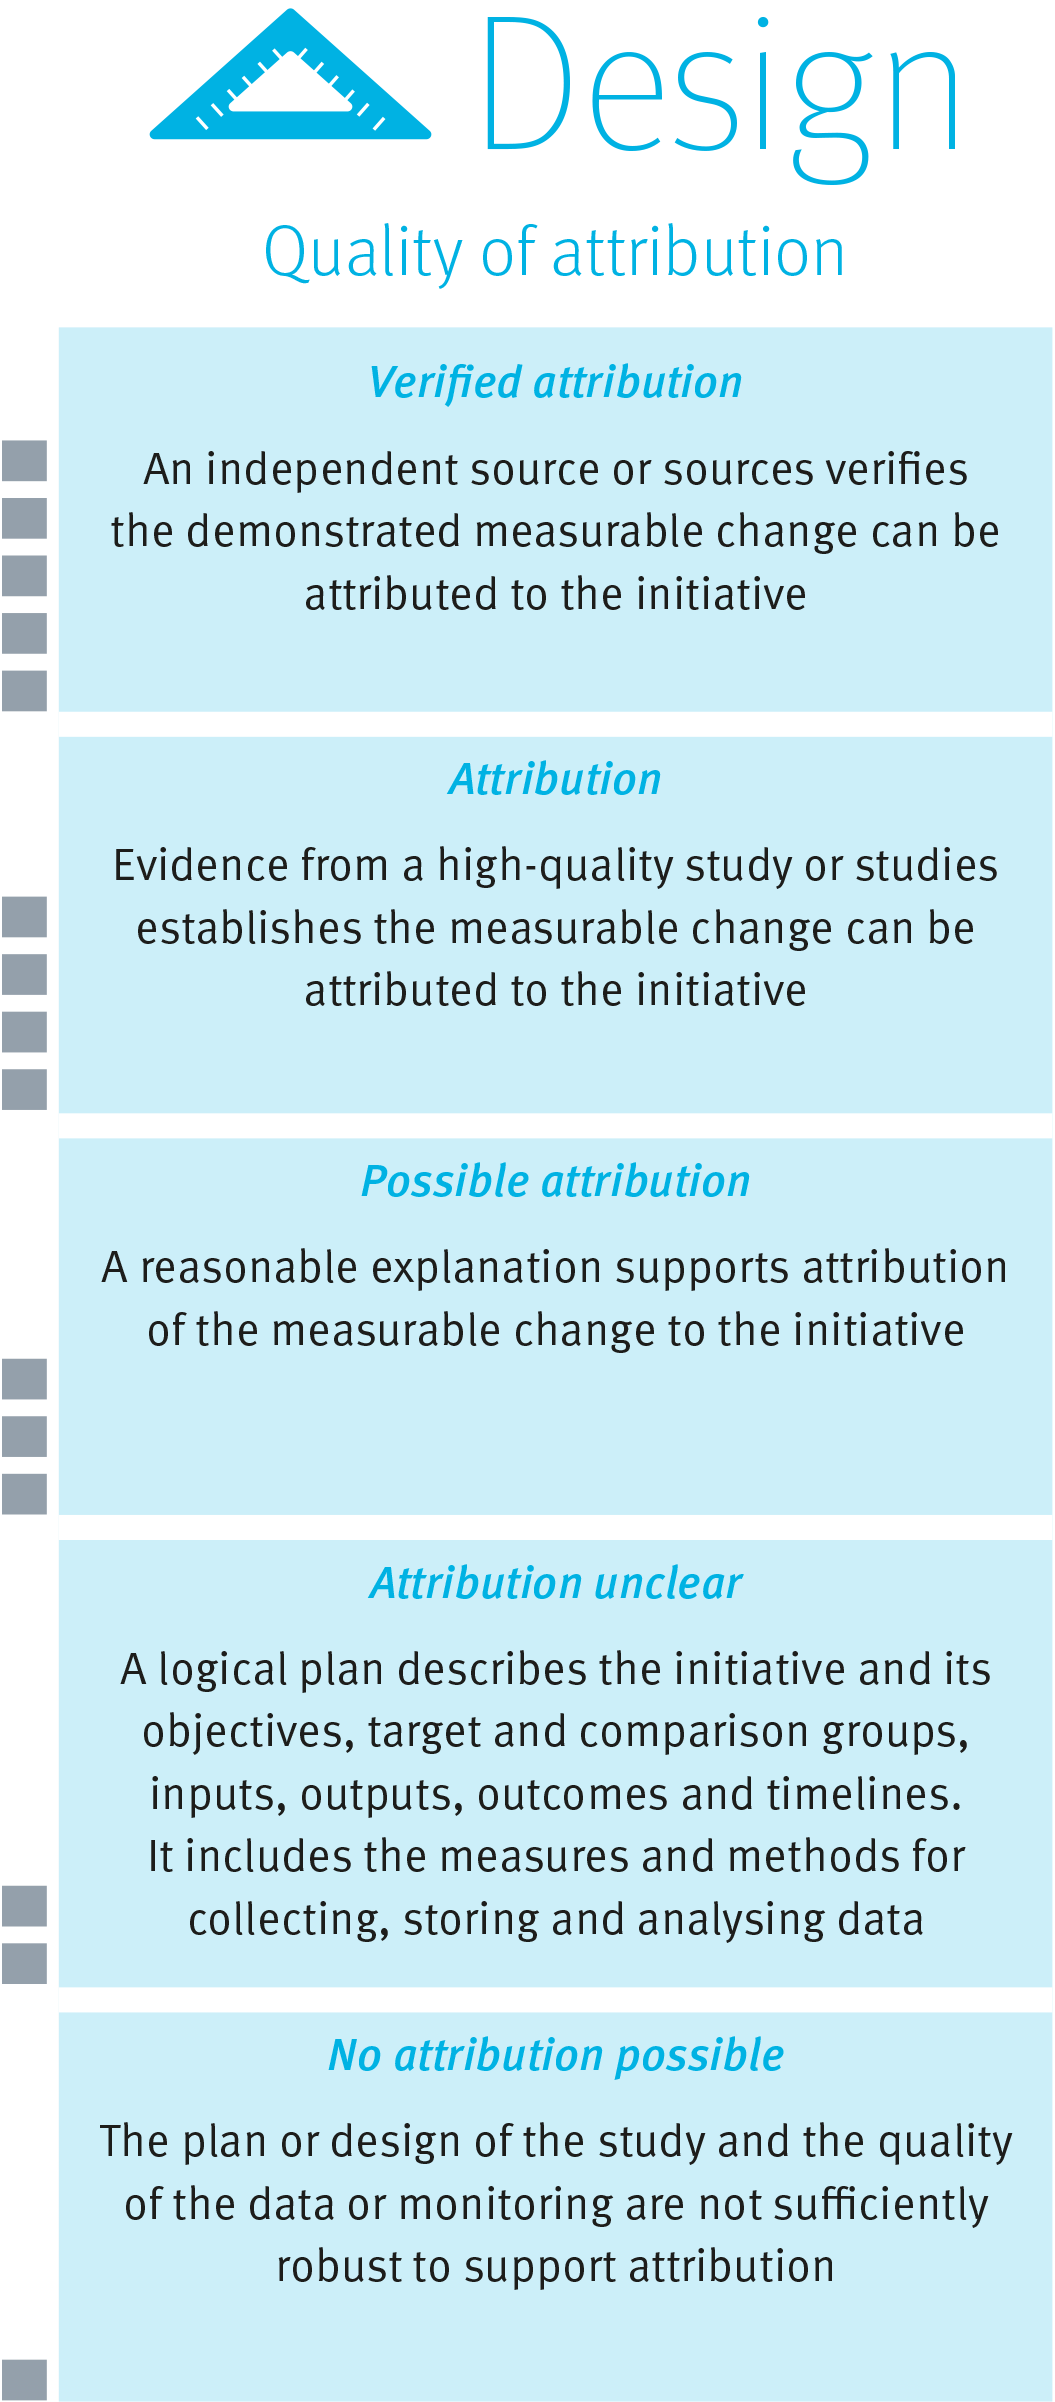 Design
Quality of attribution
Verified attribution
An independent source or sources verifies
the demonstrated measurable change can be
attributed to the initiative
Attribution
Evidence from a high-quality study or studies
establishes the measurable change can be
attributed to the initiative
Possible attribution
A reasonable explanation supports attribution
of the measurable change to the initiative
Attribution unclear
A logical plan describes the initiative and its
objectives, target and comparison groups,
inputs, outputs, outcomes and timelines.
It includes the measures and methods for
collecting, storing and analysing data
No attribution possible
The plan or design of the study and the quality
of the data or monitoring are not sufficiently
robust to support attribution